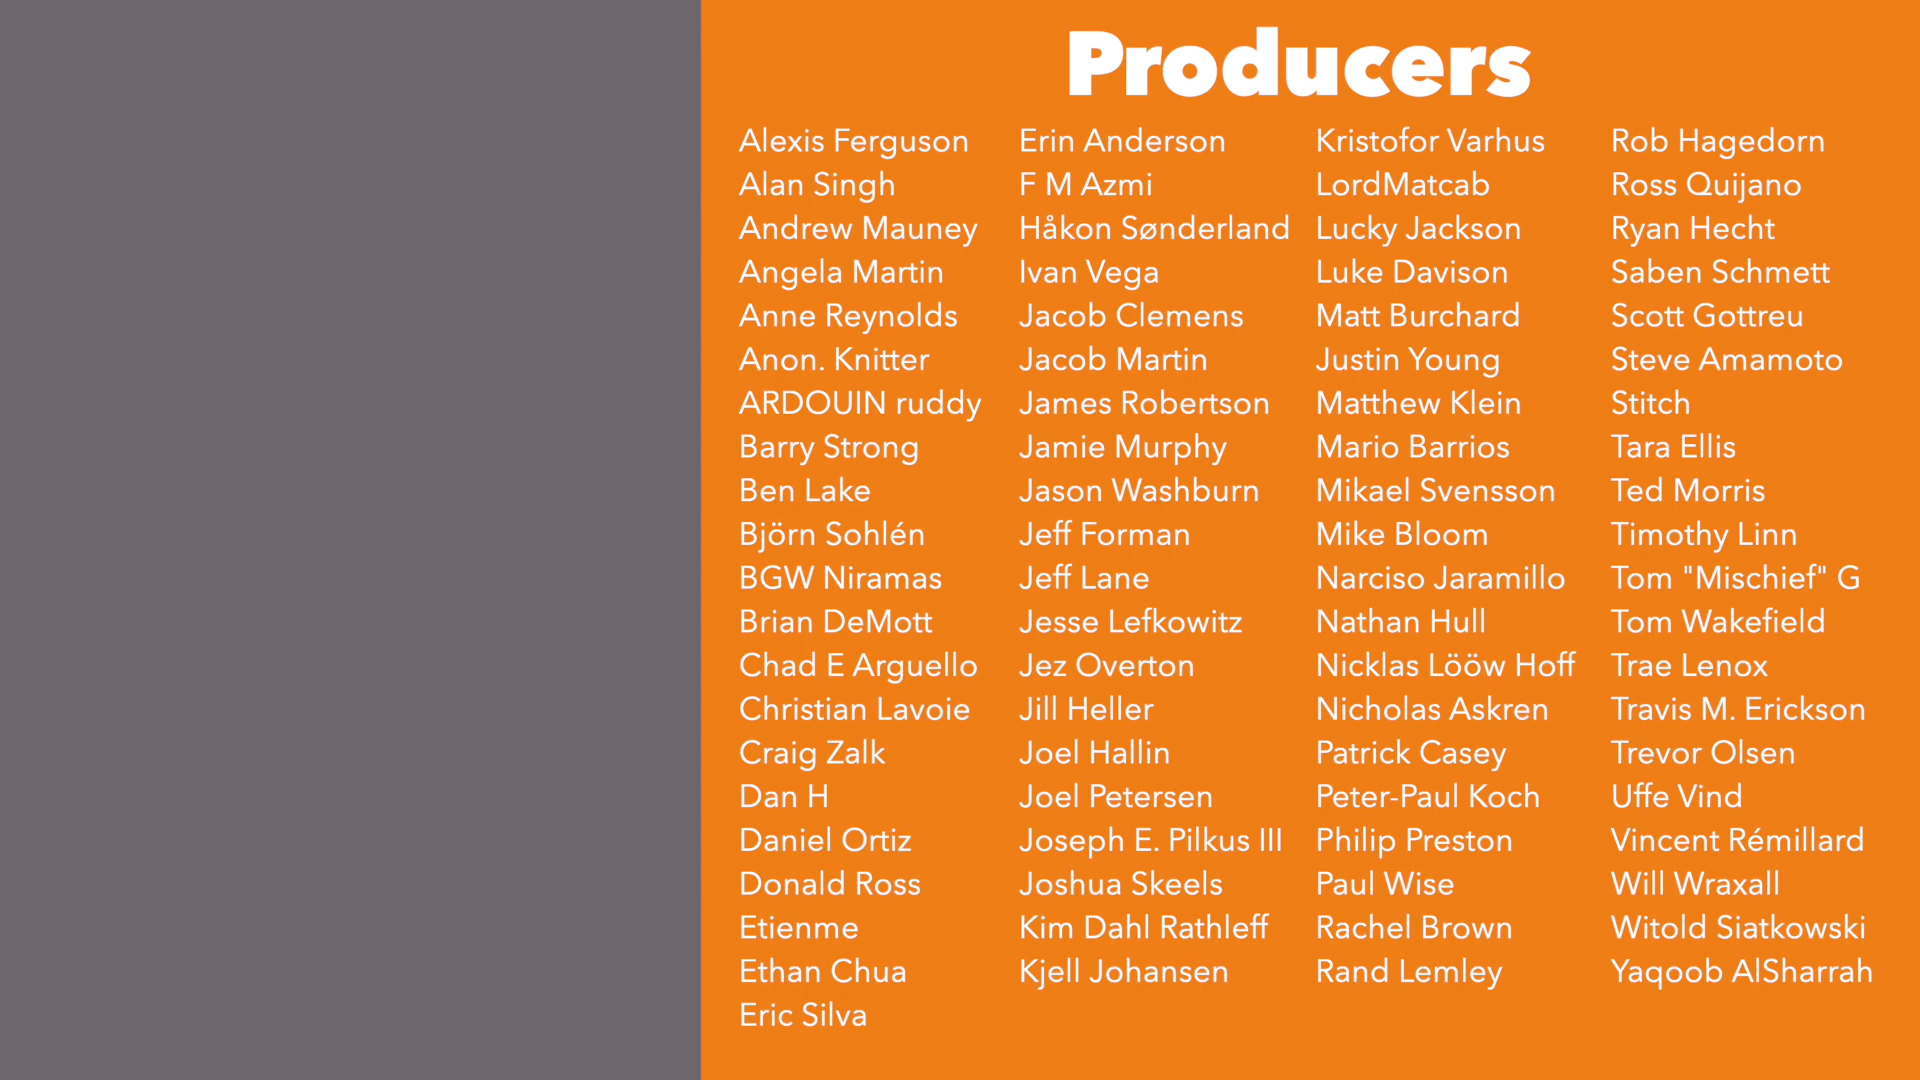 Producers
Alexis Ferguson
Alan Singh
Andrew Mauney
Angela Martin
Anne Reynolds
Anon. Knitter
ARDOUIN ruddy
Barry Strong
Ben Lake
Björn Sohlén
BGW Niramas
Brian DeMott
Chad E Arguello
Christian Lavoie
Craig Zalk
Dan H
Daniel Ortiz
Donald Ross
Etienme
Ethan Chua
Eric Silva
Erin Anderson
F M Azmi
Håkon Sønderland
Ivan Vega
Jacob Clemens
Jacob Martin
James Robertson
Jamie Murphy
Jason Washburn
Jeff Forman
Jeff Lane
Jesse Lefkowitz
Jez Overton
Jill Heller
Joel Hallin
Joel Petersen
Joseph E. Pilkus III
Joshua Skeels
Kim Dahl Rathleff
Kjell Johansen
Kristofor Varhus
LordMatcab
Lucky Jackson
Luke Davison
Matt Burchard
Justin Young
Matthew Klein
Mario Barrios
Mikael Svensson
Mike Bloom
Narciso Jaramillo
Nathan Hull
Nicklas Lööw Hoff
Nicholas Askren
Patrick Casey
Peter-Paul Koch
Philip Preston
Paul Wise
Rachel Brown
Rand Lemley
Rob Hagedorn
Ross Quijano
Ryan Hecht
Saben Schmett
Scott Gottreu
Steve Amamoto
Stitch
Tara Ellis
Ted Morris
Timothy Linn
Tom "Mischief" G
Tom Wakefield
Trae Lenox
Travis M. Erickson
Trevor Olsen
Uffe Vind
Vincent Rémillard
Will Wraxall
Witold Siatkowski
Yaqoob AlSharrah